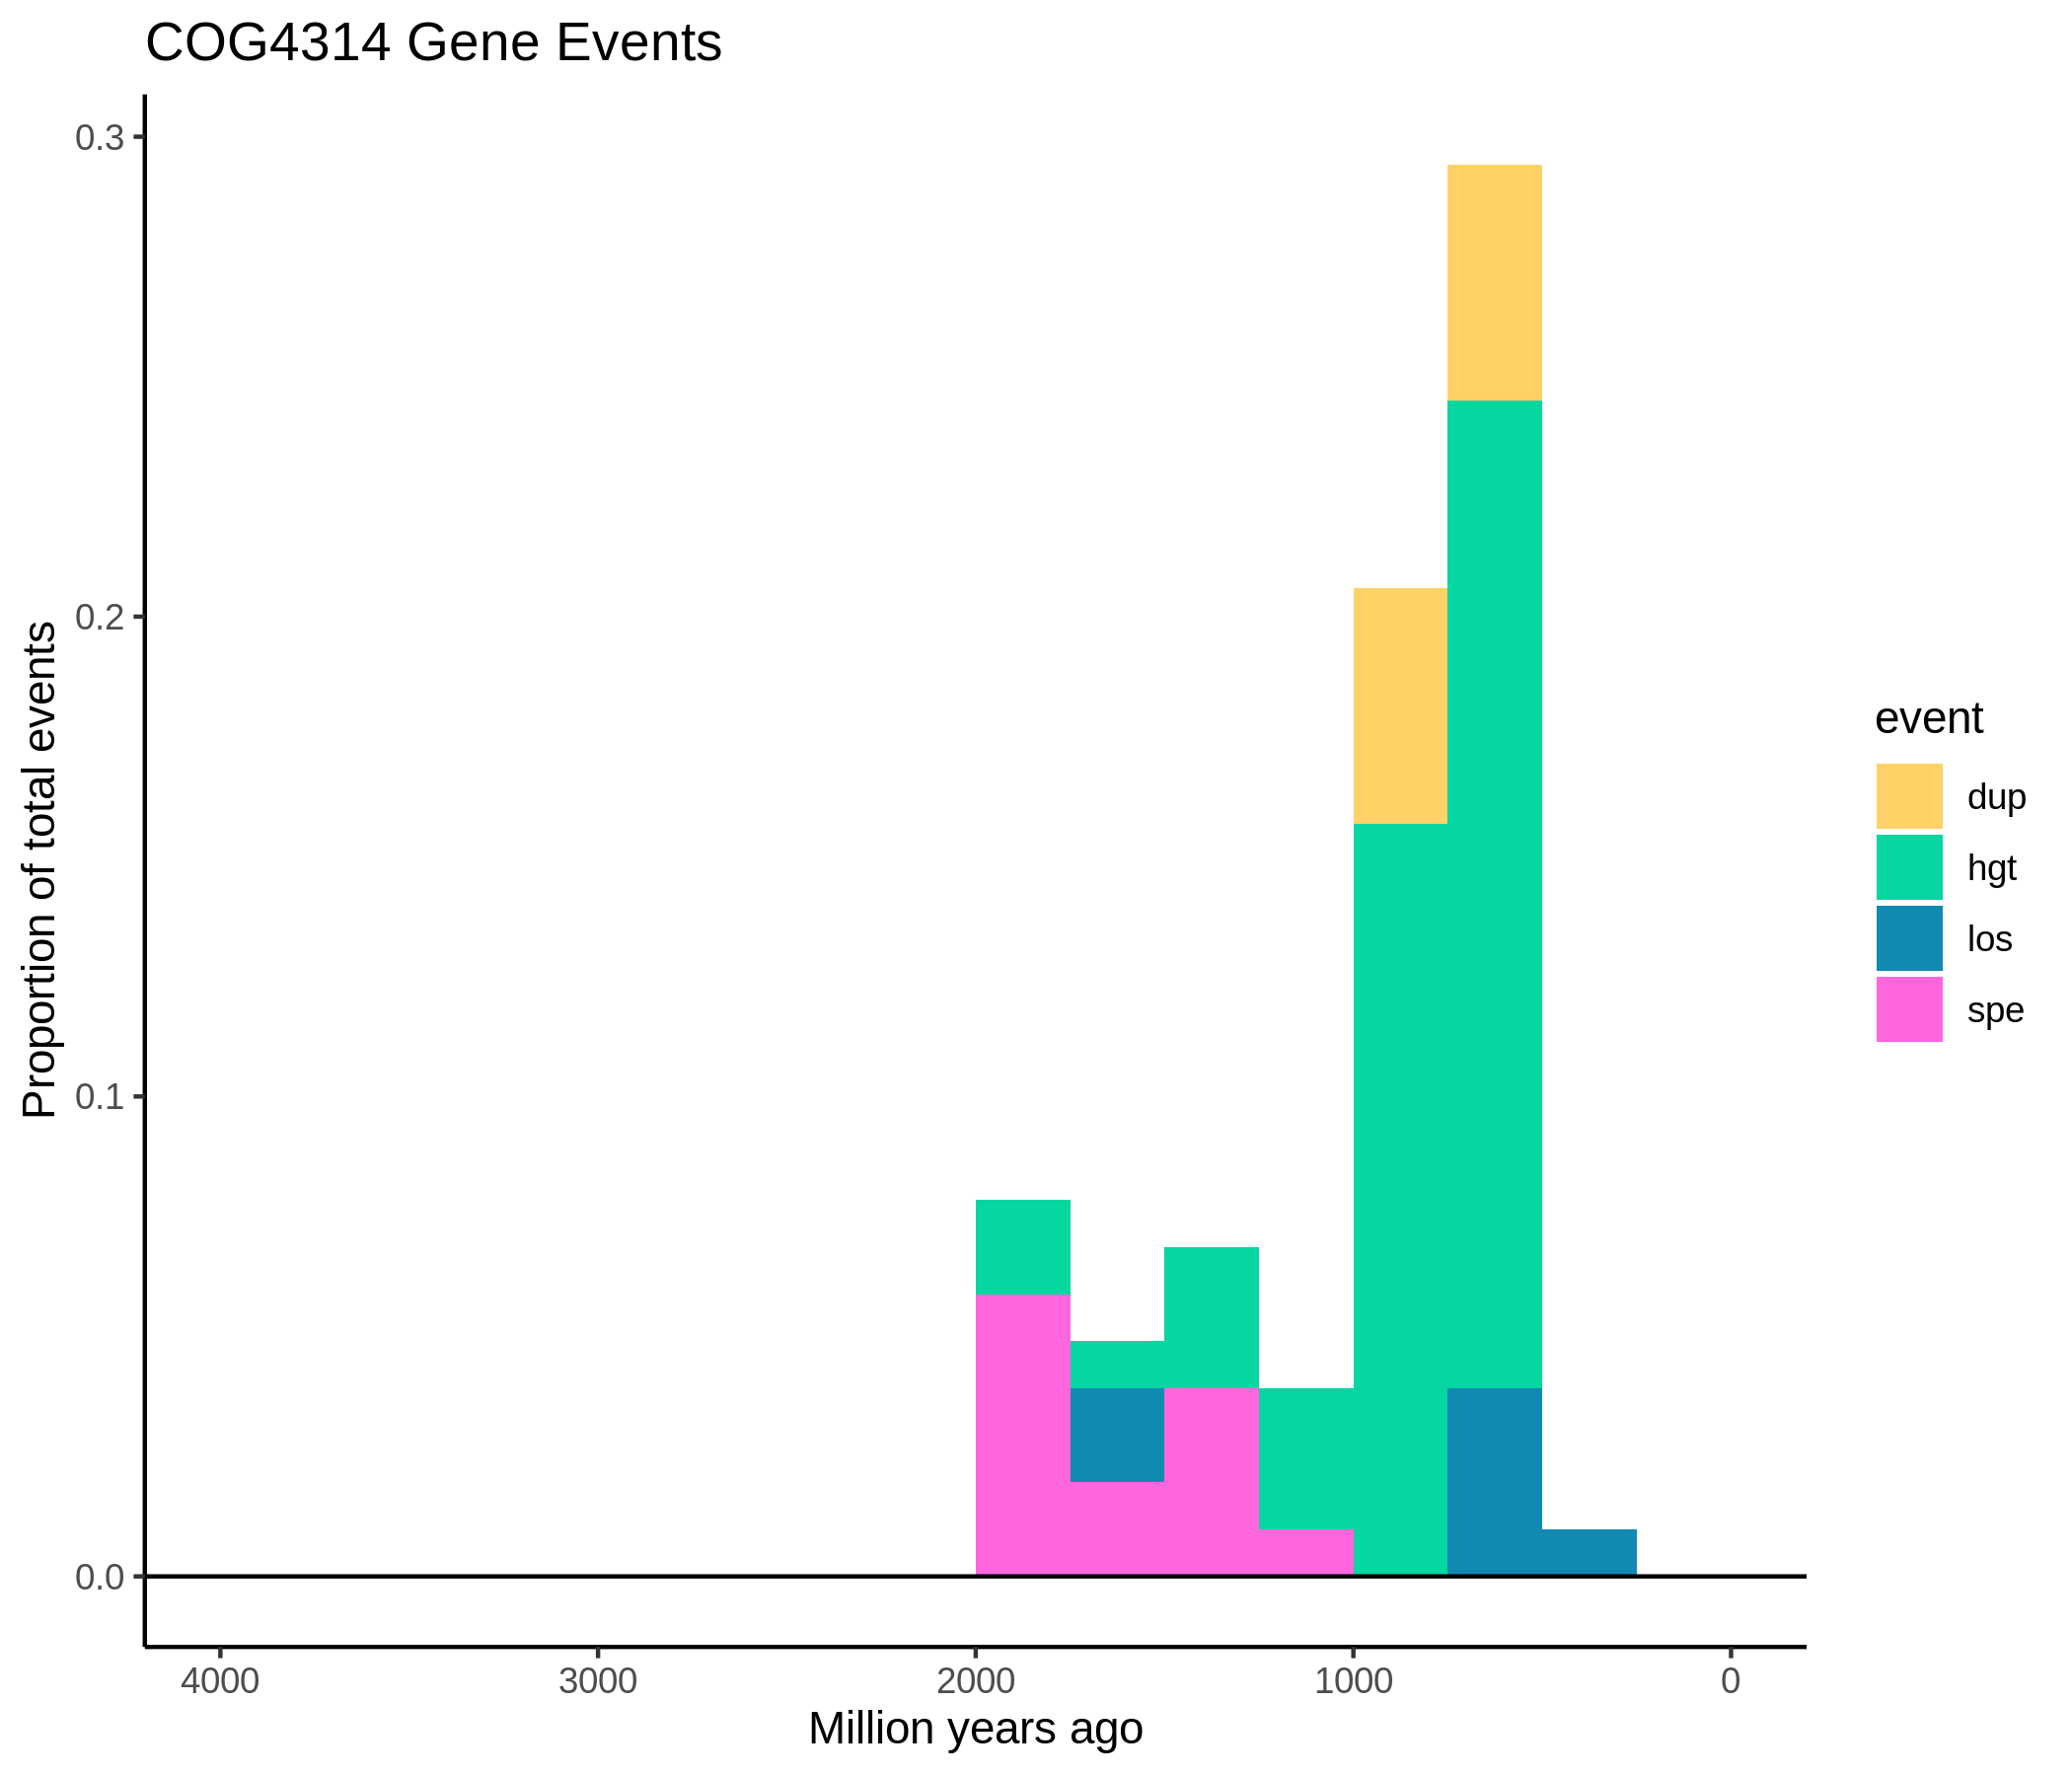 COG4314 Gene Events
0.3
0.2
0.1
0.0
Proportion of total events
4000 3000 2000 1000 0
Million years ago
event
dup
hgt
los
spe